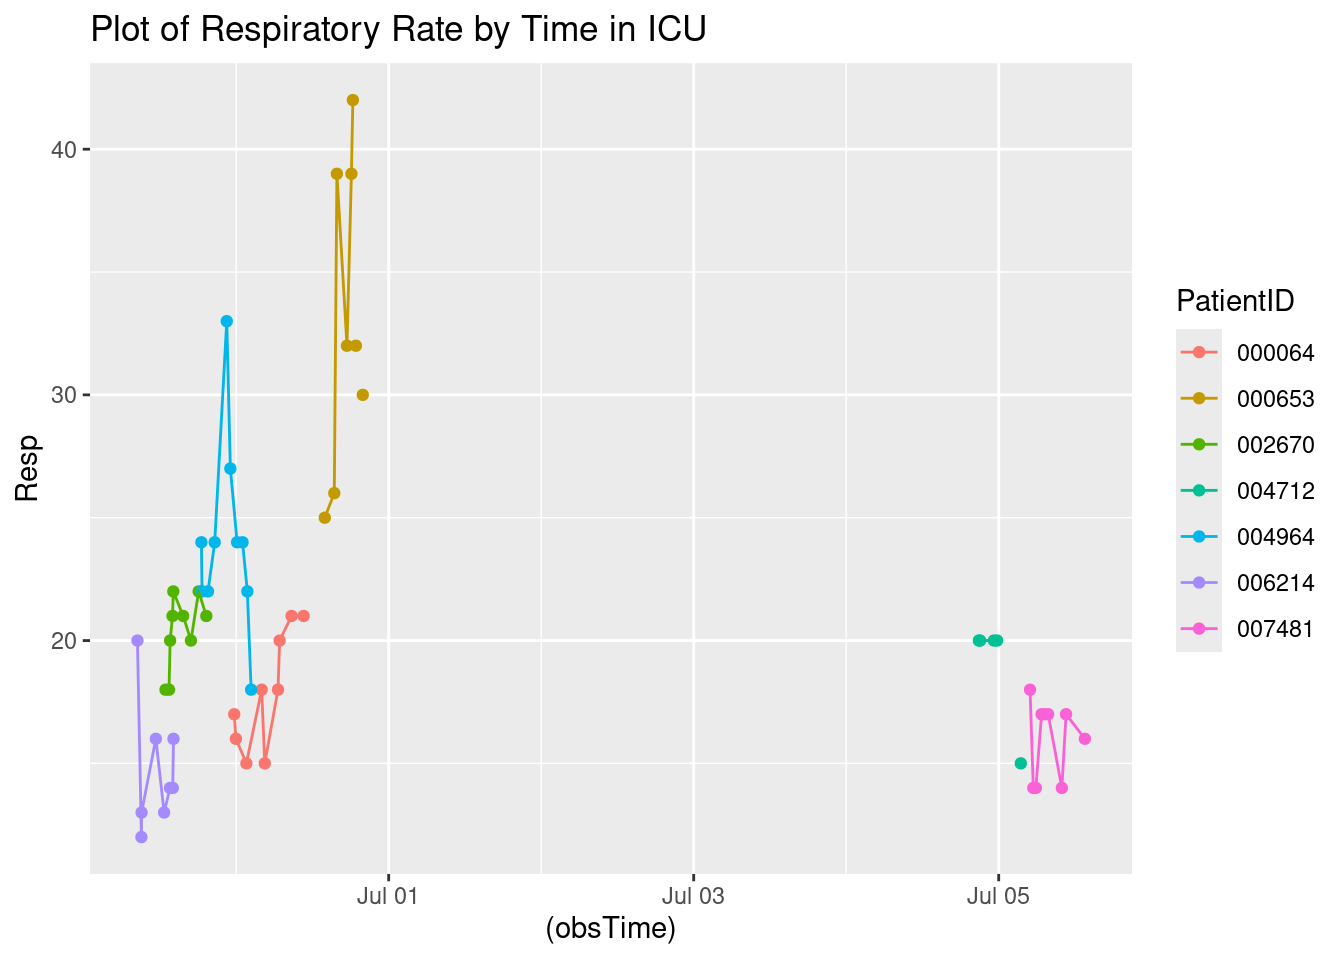 Plot of Respiratory Rate by Time in ICU
40
30
20
Resp
Jul 01
Jul 03
Jul 05
(obsTime)
PatientID
000064
000653
002670
004712
004964
006214
007481